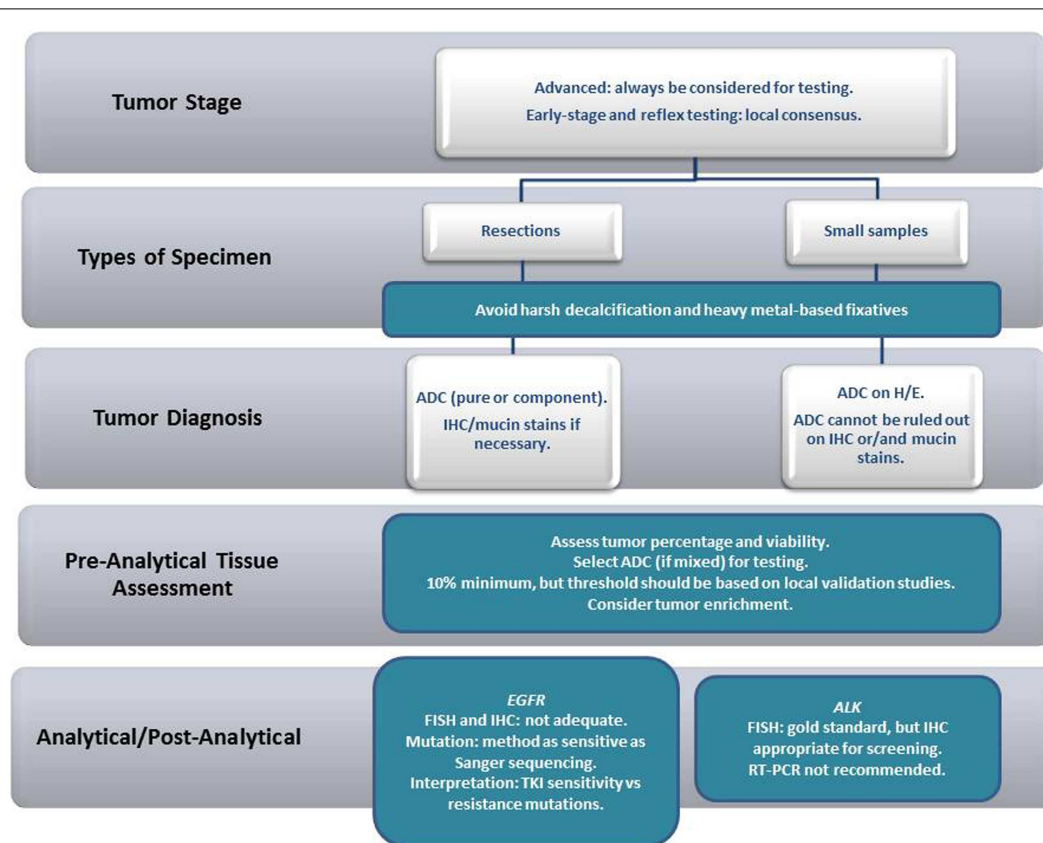 Tumor Stage
Advanced: always be considered for testing.
Early-stage and reflex testing: local consensus.
Types of Specimen
Resections
Small samples
Avoid harsh decalcification and heavy metal-based fixatives
Tumor Diagnosis
ADC (pure or component).
IHC/mucin stains if
necessary.
ADC on H/E.
ADC cannot be ruled out
on IHC or/and mucin
stains.
Pre-Analytical Tissue
Assessment
Assess tumor percentage and viability.
Select ADC (if mixed) for testing.
10% minimum, but threshold should be based on local validation studies.
Consider tumor enrichment.
Analytical/Post-Analytical
EGFR
FISH and IHC: not adequate.
Mutation: method as sensitive as
Sanger sequencing.
Interpretation: TKI sensitivity vs
resistance mutations.
ALK
FISH: gold standard, but IHC
appropriate for screening.
RT-PCR not recommended.